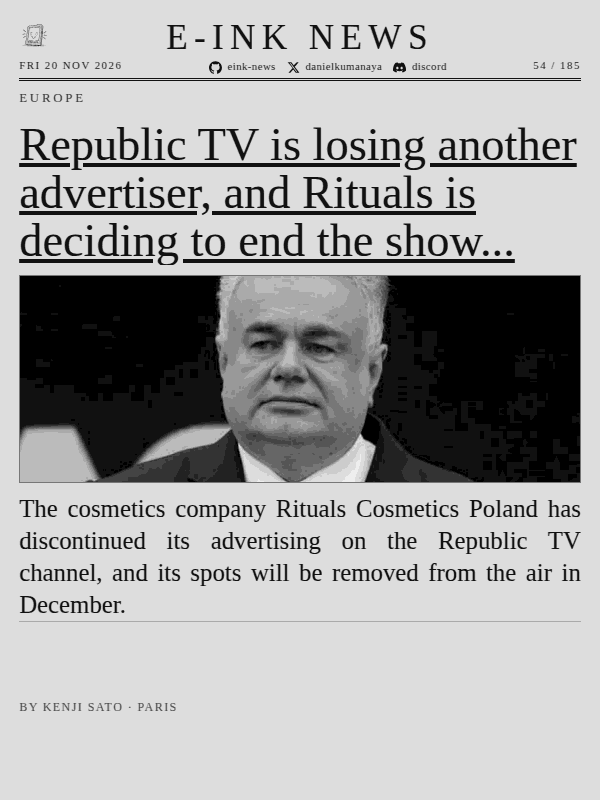 E-INK NEWS
FRI 20 NOV 2026
eink-news danielkumanaya discord
54 / 185
EUROPE
Republic TV is losing another
advertiser, and Rituals is
deciding to end the show...
The cosmetics company Rituals Cosmetics Poland has
discontinued its advertising on the Republic TV
channel, and its spots will be removed from the air in
December.
BY KENJI SATO · PARIS